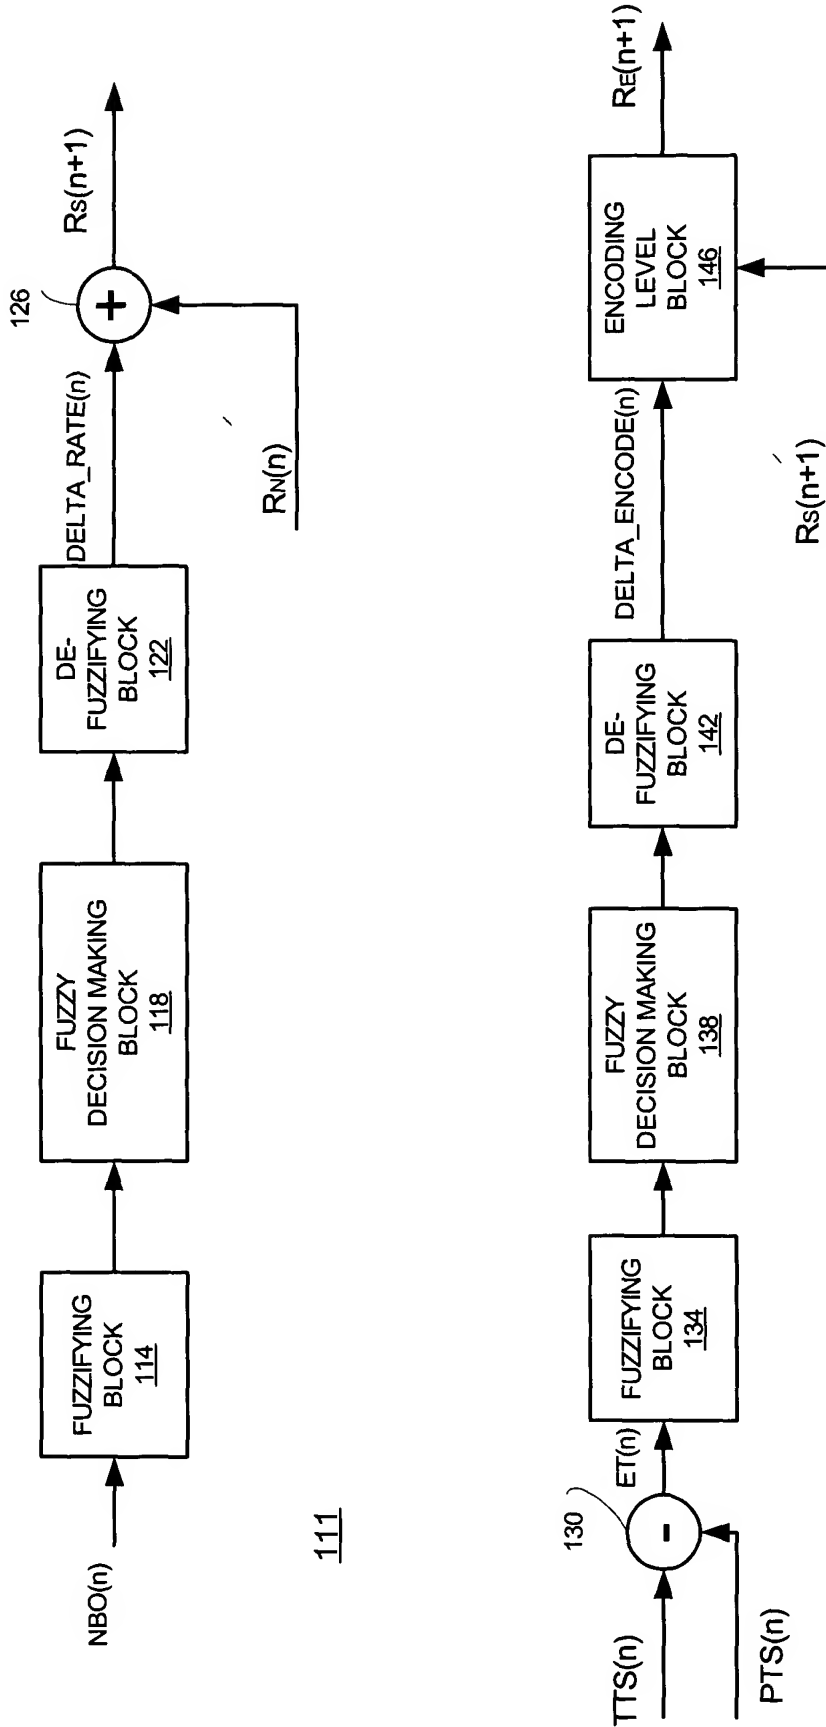 NBO(n)
FUZZIFYING
BLOCK
114
FUZZY
DECISION MAKING
BLOCK
118
DE-
FUZZIFYING
BLOCK
122
DELTA_RATE(n)
126
+
Rs(n+1)
RN(n)
111
TTS(n)
PTS(n)
130
-
ET(n)
FUZZIFYING
BLOCK
134
FUZZY
DECISION MAKING
BLOCK
138
DE-
FUZZIFYING
BLOCK
142
DELTA_ENCODE(n)
ENCODING
LEVEL
BLOCK
146
RE(n+1)
Rs(n+1)